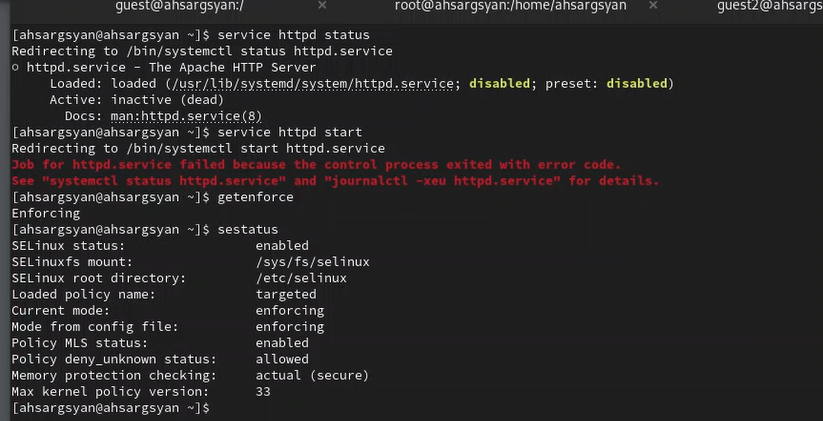 guest@ahsargsyan:/ × root@ahsargsyan:/home/ahsargsyan × guest2@ahsargs
[ahsargsyan@ahsargsyan ~]$ service httpd status
Redirecting to /bin/systemctl status httpd.service
○ httpd.service - The Apache HTTP Server
     Loaded: loaded (/usr/lib/systemd/system/httpd.service; disabled; preset: disabled)
     Active: inactive (dead)
       Docs: man:httpd.service(8)
[ahsargsyan@ahsargsyan ~]$ service httpd start
Redirecting to /bin/systemctl start httpd.service
Job for httpd.service failed because the control process exited with error code.
See "systemctl status httpd.service" and "journalctl -xeu httpd.service" for details.
[ahsargsyan@ahsargsyan ~]$ getenforce
Enforcing
[ahsargsyan@ahsargsyan ~]$ sestatus
SELinux status:                 enabled
SELinuxfs mount:                /sys/fs/selinux
SELinux root directory:         /etc/selinux
Loaded policy name:             targeted
Current mode:                   enforcing
Mode from config file:          enforcing
Policy MLS status:              enabled
Policy deny_unknown status:     allowed
Memory protection checking:     actual (secure)
Max kernel policy version:      33
[ahsargsyan@ahsargsyan ~]$